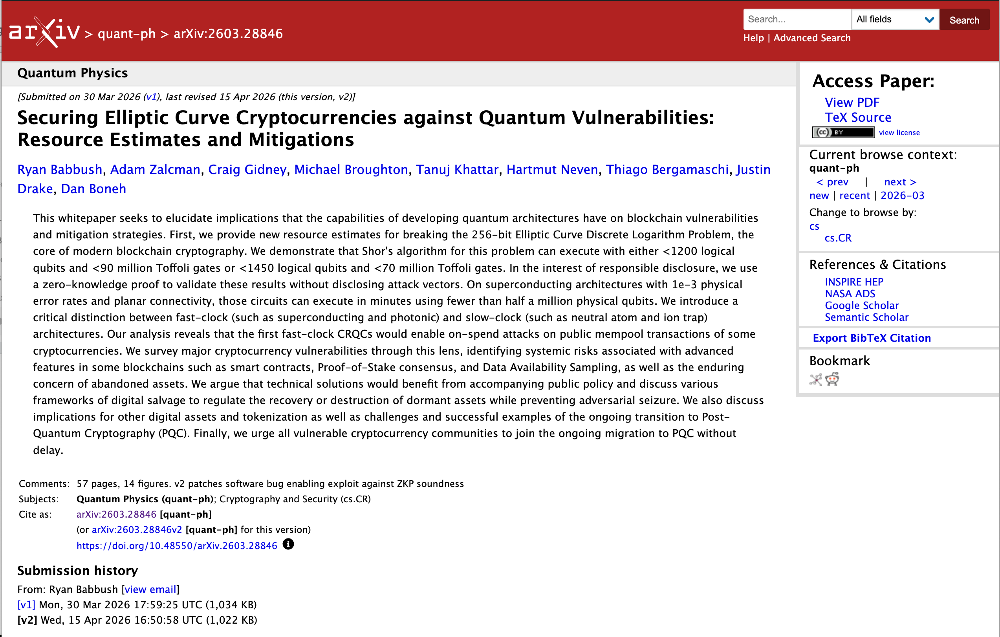 arXiv > quant-ph > arXiv:2603.28846
Search...
All fields
Search
Help | Advanced Search
Quantum Physics
[Submitted on 30 Mar 2026 (v1), last revised 15 Apr 2026 (this version, v2)]
Securing Elliptic Curve Cryptocurrencies against Quantum Vulnerabilities:
Resource Estimates and Mitigations
Ryan Babbush, Adam Zalcman, Craig Gidney, Michael Broughton, Tanuj Khattar, Hartmut Neven, Thiago Bergamaschi, Justin
Drake, Dan Boneh
This whitepaper seeks to elucidate implications that the capabilities of developing quantum architectures have on blockchain vulnerabilities
and mitigation strategies. First, we provide new resource estimates for breaking the 256-bit Elliptic Curve Discrete Logarithm Problem, the
core of modern blockchain cryptography. We demonstrate that Shor's algorithm for this problem can execute with either <1200 logical
qubits and <90 million Toffoli gates or <1450 logical qubits and <70 million Toffoli gates. In the interest of responsible disclosure, we use
a zero-knowledge proof to validate these results without disclosing attack vectors. On superconducting architectures with 1e-3 physical
error rates and planar connectivity, those circuits can execute in minutes using fewer than half a million physical qubits. We introduce a
critical distinction between fast-clock (such as superconducting and photonic) and slow-clock (such as neutral atom and ion trap)
architectures. Our analysis reveals that the first fast-clock CRQCs would enable on-spend attacks on public mempool transactions of some
cryptocurrencies. We survey major cryptocurrency vulnerabilities through this lens, identifying systemic risks associated with advanced
features in some blockchains such as smart contracts, Proof-of-Stake consensus, and Data Availability Sampling, as well as the enduring
concern of abandoned assets. We argue that technical solutions would benefit from accompanying public policy and discuss various
frameworks of digital salvage to regulate the recovery or destruction of dormant assets while preventing adversarial seizure. We also discuss
implications for other digital assets and tokenization as well as challenges and successful examples of the ongoing transition to Post-
Quantum Cryptography (PQC). Finally, we urge all vulnerable cryptocurrency communities to join the ongoing migration to PQC without
delay.
Comments: 57 pages, 14 figures. v2 patches software bug enabling exploit against ZKP soundness
Subjects: Quantum Physics (quant-ph); Cryptography and Security (cs.CR)
Cite as: arXiv:2603.28846 [quant-ph]
(or arXiv:2603.28846v2 [quant-ph] for this version)
https://doi.org/10.48550/arXiv.2603.28846
Submission history
From: Ryan Babbush [view email]
[v1] Mon, 30 Mar 2026 17:59:25 UTC (1,034 KB)
[v2] Wed, 15 Apr 2026 16:50:58 UTC (1,022 KB)
Access Paper:
View PDF
TeX Source
(cc) BY view license
Current browse context:
quant-ph
< prev | next >
new | recent | 2026-03
Change to browse by:
cs
cs.CR
References & Citations
INSPIRE HEP
NASA ADS
Google Scholar
Semantic Scholar
Export BibTeX Citation
Bookmark